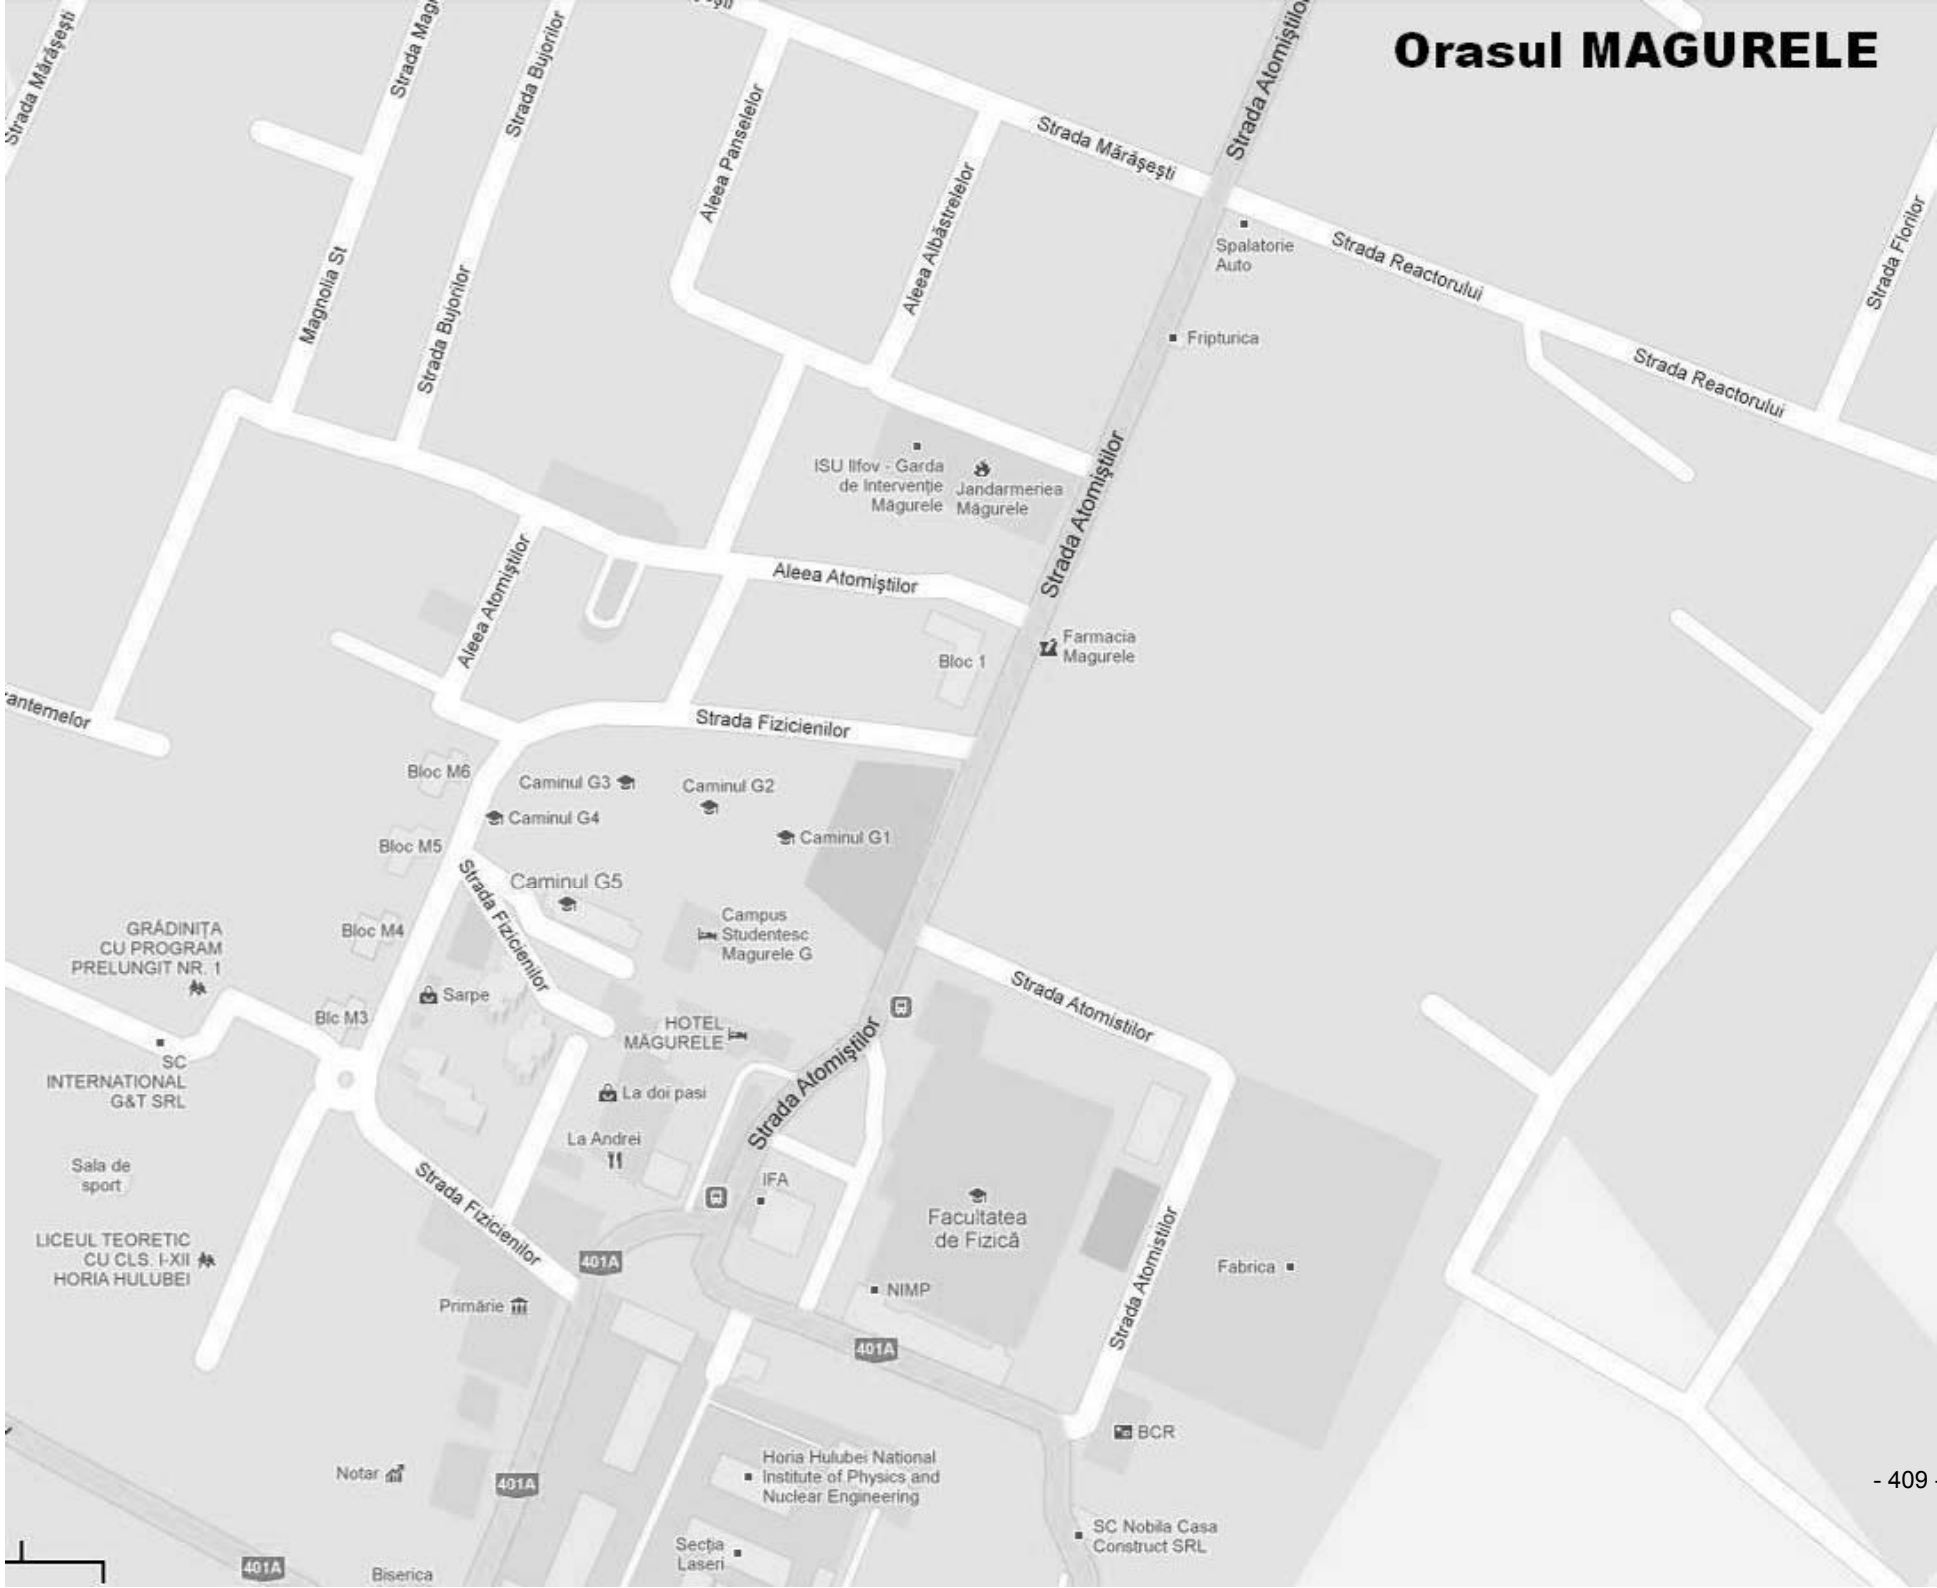 Orasul MAGURELE
Strada Mărășești
Strada Bujorilor
Strada Atomiștilor
Aleea Panselelor
Strada Mărășești
Aleea Albăstrelelor
Strada Florilor
Spalatorie
Auto
Strada Reactorului
Magnolia St
Strada Bujorilor
Fripturica
Strada Reactorului
ISU Ilfov - Garda
de Intervenție
Măgurele
Jandarmeriea
Măgurele
Strada Atomiștilor
Aleea Atomiștilor
Aleea Atomiștilor
Bloc 1
Farmacia
Magurele
antemelor
Strada Fizicienilor
Bloc M6
Caminul G3
Caminul G2
Caminul G4
Caminul G1
Bloc M5
Caminul G5
Strada Fizicienilor
Bloc M4
Campus
Studentesc
Magurele G
GRĂDINIȚA
CU PROGRAM
PRELUNGIT NR. 1
Sarpe
Strada Atomistilor
Blc M3
HOTEL
MĂGURELE
SC
INTERNATIONAL
G&T SRL
La doi pasi
Strada Atomiștilor
La Andrei
Sala de
sport
Strada Fizicienilor
IFA
Facultatea
de Fizică
LICEUL TEORETIC
CU CLS. I-XII
HORIA HULUBEI
401A
Strada Atomistilor
Fabrica
NIMP
Primărie
401A
BCR
Notar
401A
Horia Hulubei National
Institute of Physics and
Nuclear Engineering
- 409 -
SC Nobila Casa
Construct SRL
Secția
Laseri
401A
Biserica